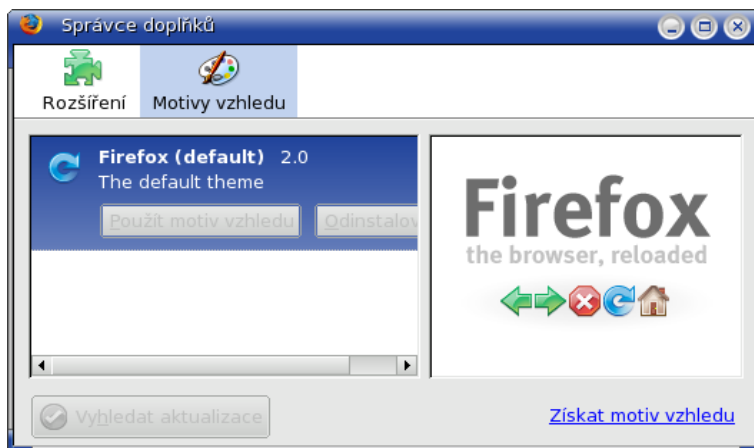 Správce doplňků
Rozšíření
Motivy vzhledu
Firefox (default) 2.0
The default theme
Použít motiv vzhledu
Odinstalov
Firefox
the browser, reloaded
Vyhledat aktualizace
Získat motiv vzhledu